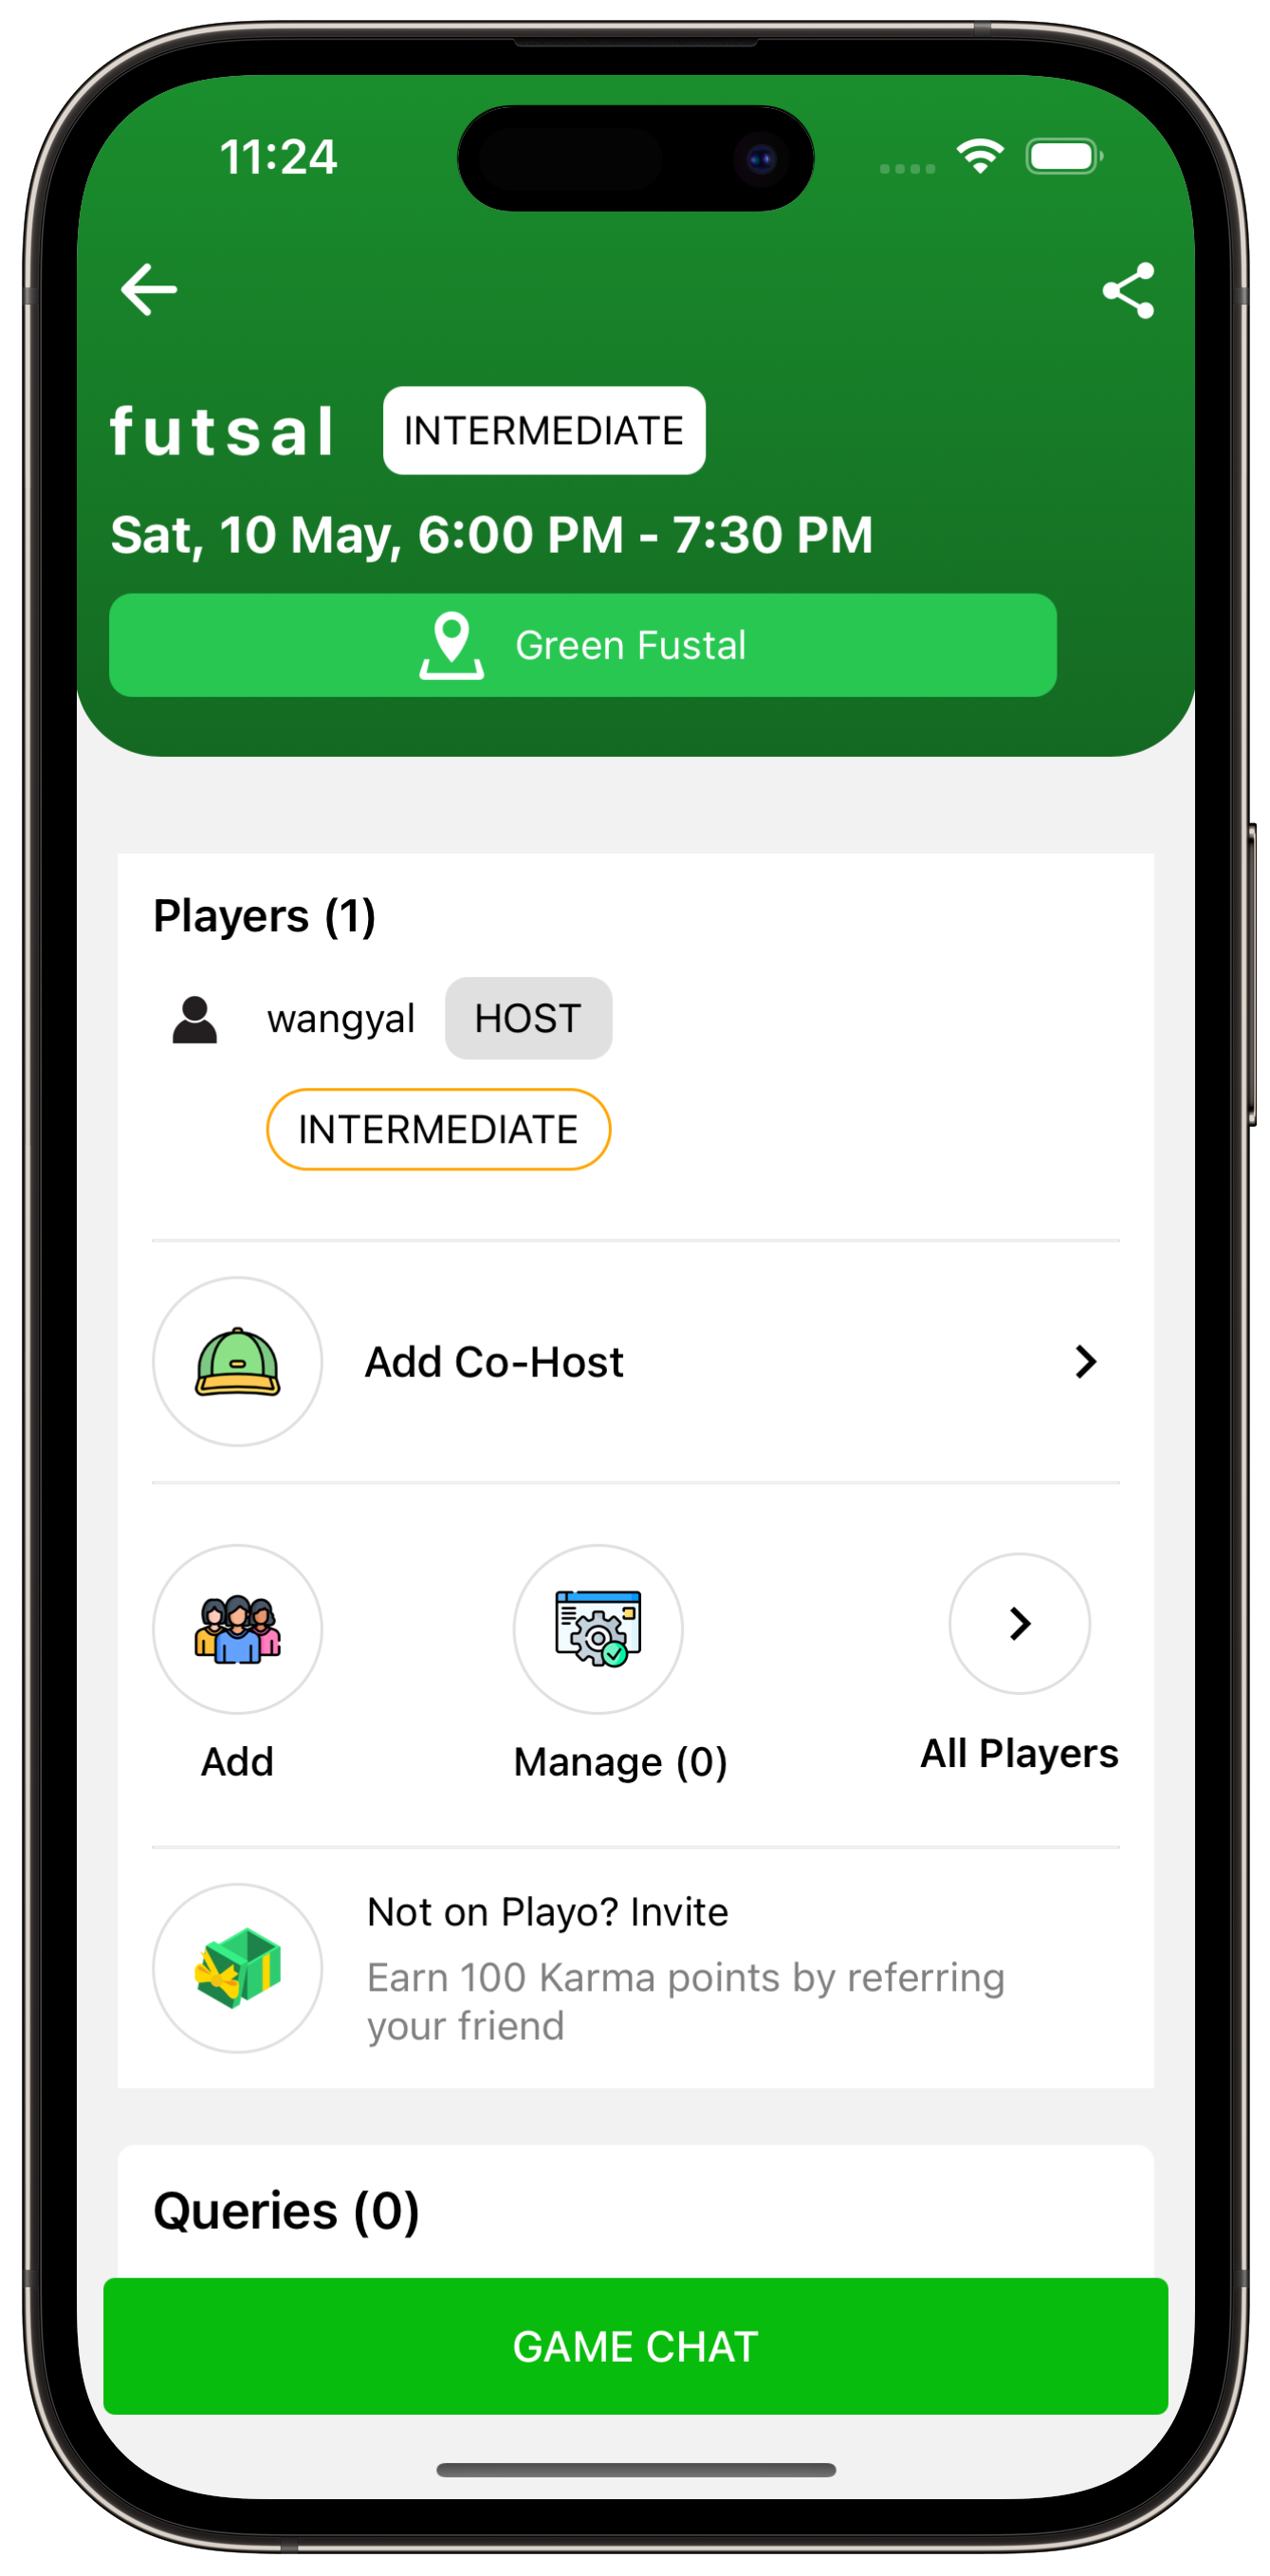 11:24
futsal INTERMEDIATE
Sat, 10 May, 6:00 PM - 7:30 PM
Green Fustal
Players (1)
wangyal HOST
INTERMEDIATE
Add Co-Host
Add Manage (0) All Players
Not on Playo? Invite
Earn 100 Karma points by referring
your friend
Queries (0)
GAME CHAT